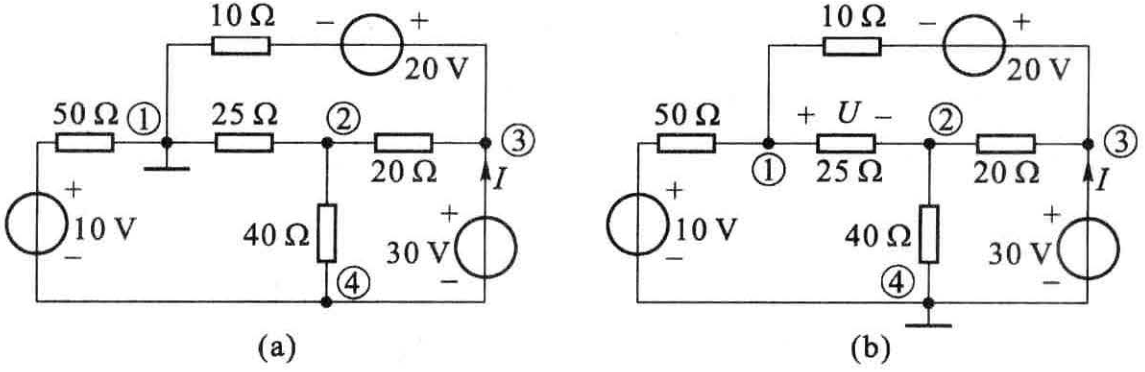 10 Ω − + 10 Ω − +
20 V 20 V
50 Ω ① 25 Ω ② ③ 50 Ω + U − ② ③
20 Ω I ① 25 Ω 20 Ω I
+ + + +
10 V 40 Ω 30 V 10 V 40 Ω 30 V
− ④ − − ④ −
(a) (b)